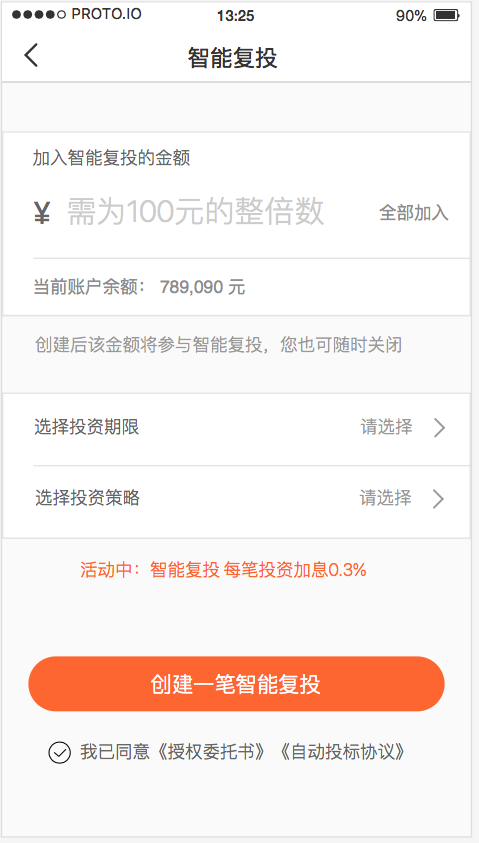 PROTO.IO 13:25 90%
智能复投
加入智能复投的金额
¥ 需为100元的整倍数 全部加入
当前账户余额： 789,090 元
创建后该金额将参与智能复投，您也可随时关闭
选择投资期限 请选择
选择投资策略 请选择
活动中：智能复投 每笔投资加息0.3%
创建一笔智能复投
我已同意《授权委托书》《自动投标协议》